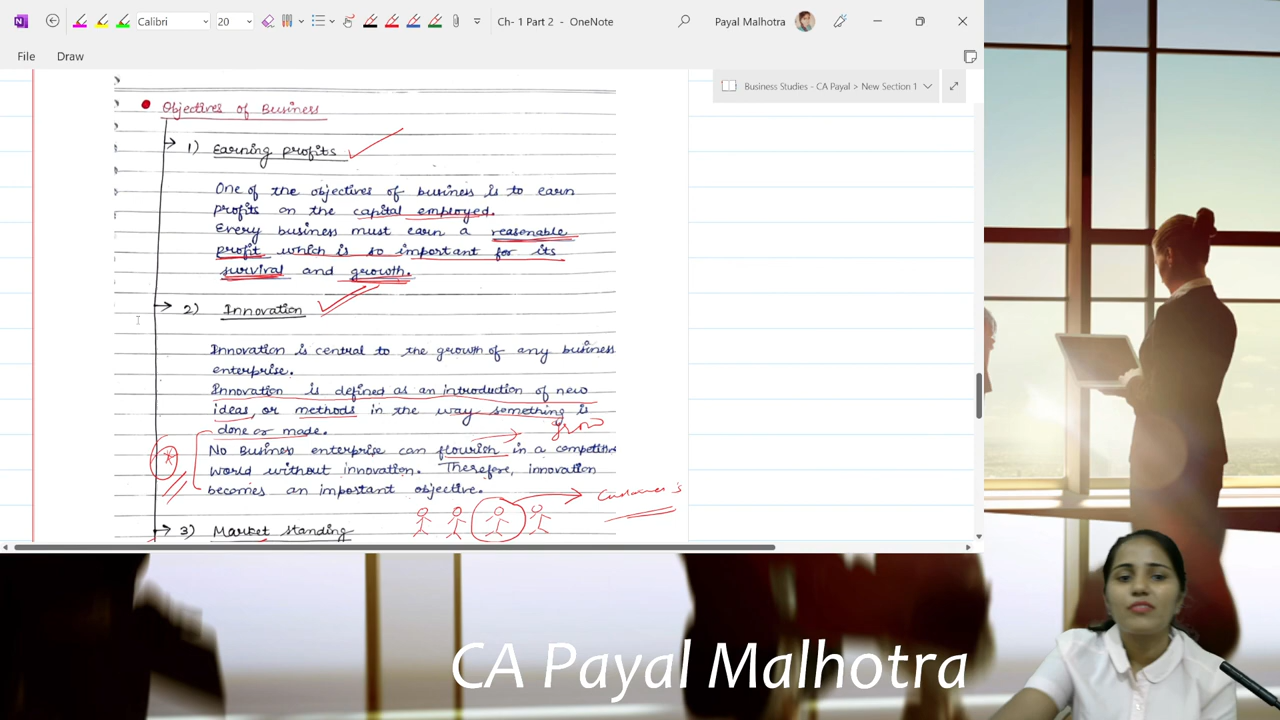 Calibri 20 Ch-1 Part 2 - OneNote Payal Malhotra
File Draw
Business Studies - CA Payal > New Section 1
Objectives of Business
1) Earning profits
One of the objectives of business is to earn
profits on the capital employed.
Every business must earn a reasenable
profit which is so important for its
survival and growth.
2) Innovation
Innovation is central to the growth of any business
enterprise.
Innovation is defined as an introduction of new
ideas, or methods in the way something is
done or made.
grow
No Business enterprise can flourish in a competitive
world without innovation. Therefore, innovation
becomes an important objective.
Customer's
3) Market standing
CA Payal Malhotra